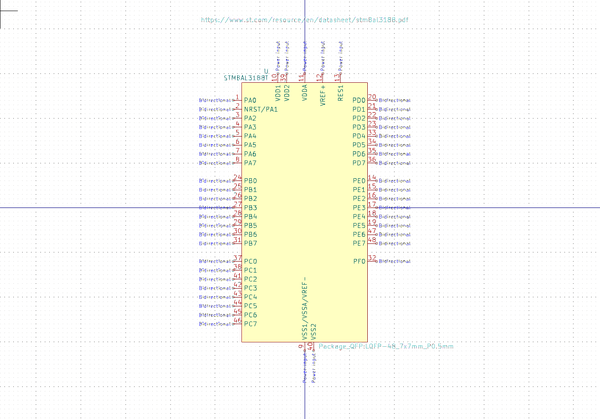 https://www.st.com/resource/en/datasheet/stm8al3188.pdf
Power input Power input Power input Power input Power input
U
STM8AL3188T
10 39 11 12 13
VDD1 VDD2 VDDA VREF+ RES1
Bidirectional 1 PA0 PD0 20 Bidirectional
Bidirectional 2 NRST/PA1 PD1 21 Bidirectional
Bidirectional 3 PA2 PD2 22 Bidirectional
Bidirectional 4 PA3 PD3 23 Bidirectional
Bidirectional 5 PA4 PD4 33 Bidirectional
Bidirectional 6 PA5 PD5 34 Bidirectional
Bidirectional 7 PA6 PD6 35 Bidirectional
Bidirectional 8 PA7 PD7 36 Bidirectional
Bidirectional 24 PB0 PE0 14 Bidirectional
Bidirectional 25 PB1 PE1 15 Bidirectional
Bidirectional 26 PB2 PE2 16 Bidirectional
Bidirectional 27 PB3 PE3 17 Bidirectional
Bidirectional 28 PB4 PE4 18 Bidirectional
Bidirectional 29 PB5 PE5 19 Bidirectional
Bidirectional 30 PB6 PE6 47 Bidirectional
Bidirectional 31 PB7 PE7 48 Bidirectional
Bidirectional 37 PC0 PF0 32 Bidirectional
Bidirectional 38 PC1
Bidirectional 41 PC2
Bidirectional 42 PC3
Bidirectional 43 PC4
Bidirectional 44 PC5
Bidirectional 45 PC6
Bidirectional 46 PC7
VSS1/VSSA/VREF- VSS2
9 40
Package_QFP:LQFP-48_7x7mm_P0.5mm
Power input Power input